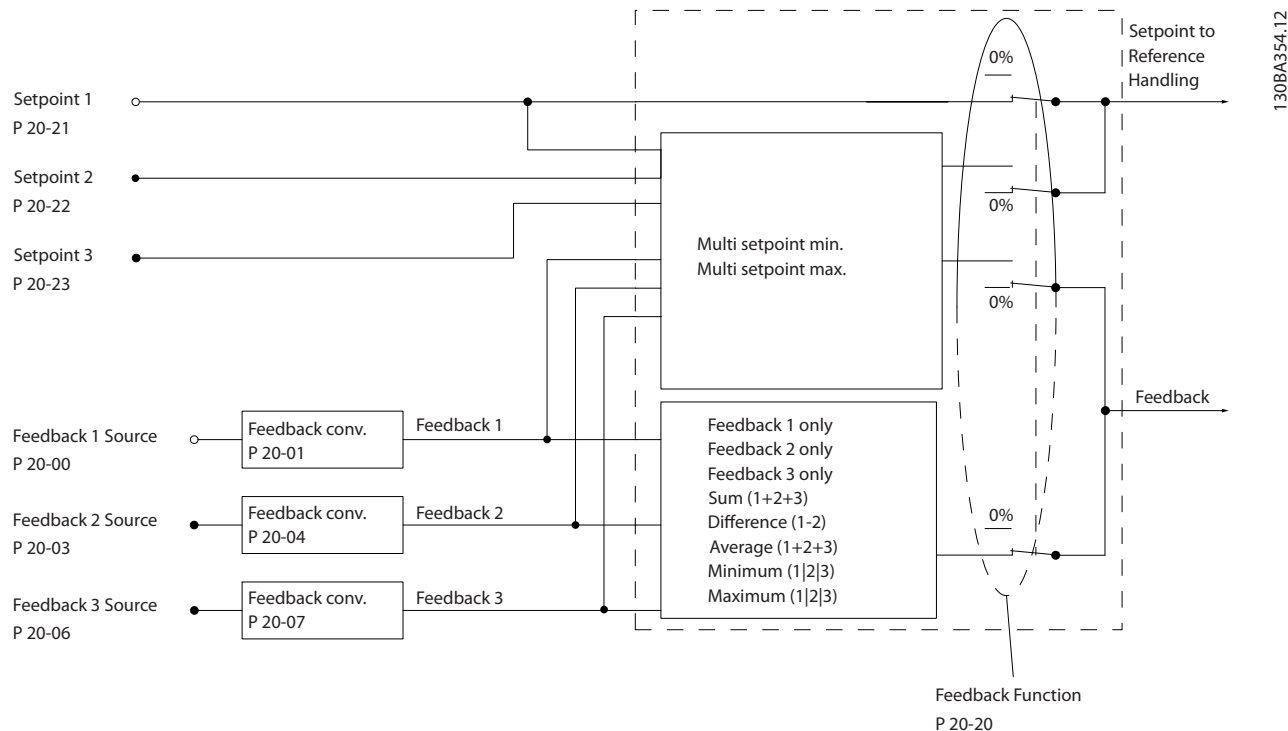 130BA354.12
Setpoint to
Reference
Handling
0%
Setpoint 1
P 20-21
Setpoint 2
P 20-22
0%
Setpoint 3
P 20-23
Multi setpoint min.
Multi setpoint max.
0%
Feedback
Feedback 1 Source
P 20-00
Feedback conv.
P 20-01
Feedback 1
Feedback 2 Source
P 20-03
Feedback conv.
P 20-04
Feedback 2
Feedback 3 Source
P 20-06
Feedback conv.
P 20-07
Feedback 3
Feedback 1 only
Feedback 2 only
Feedback 3 only
Sum (1+2+3)
Difference (1-2)
Average (1+2+3)
Minimum (1|2|3)
Maximum (1|2|3)
0%
Feedback Function
P 20-20